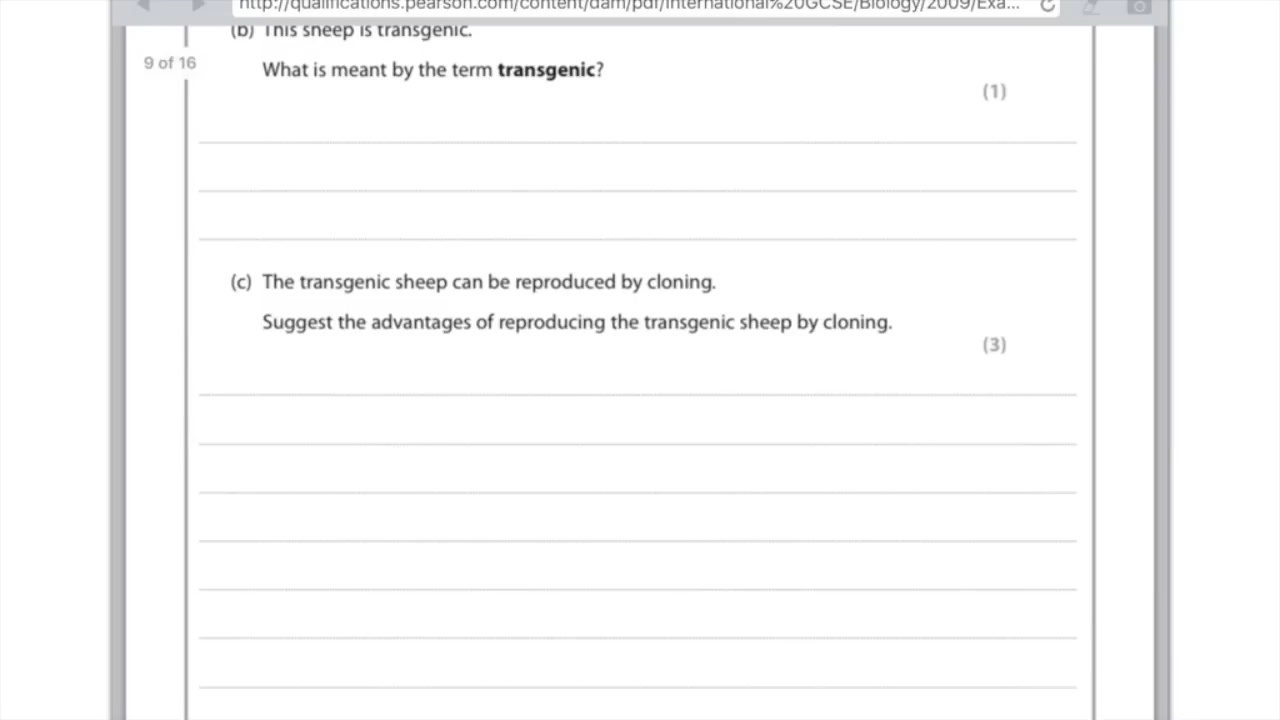 http://qualifications.pearson.com/content/dam/pdf/International%20GCSE/Biology/2009/Exa...
(b) This sheep is transgenic.
9 of 16
What is meant by the term transgenic?
(1)
(c) The transgenic sheep can be reproduced by cloning.
Suggest the advantages of reproducing the transgenic sheep by cloning.
(3)